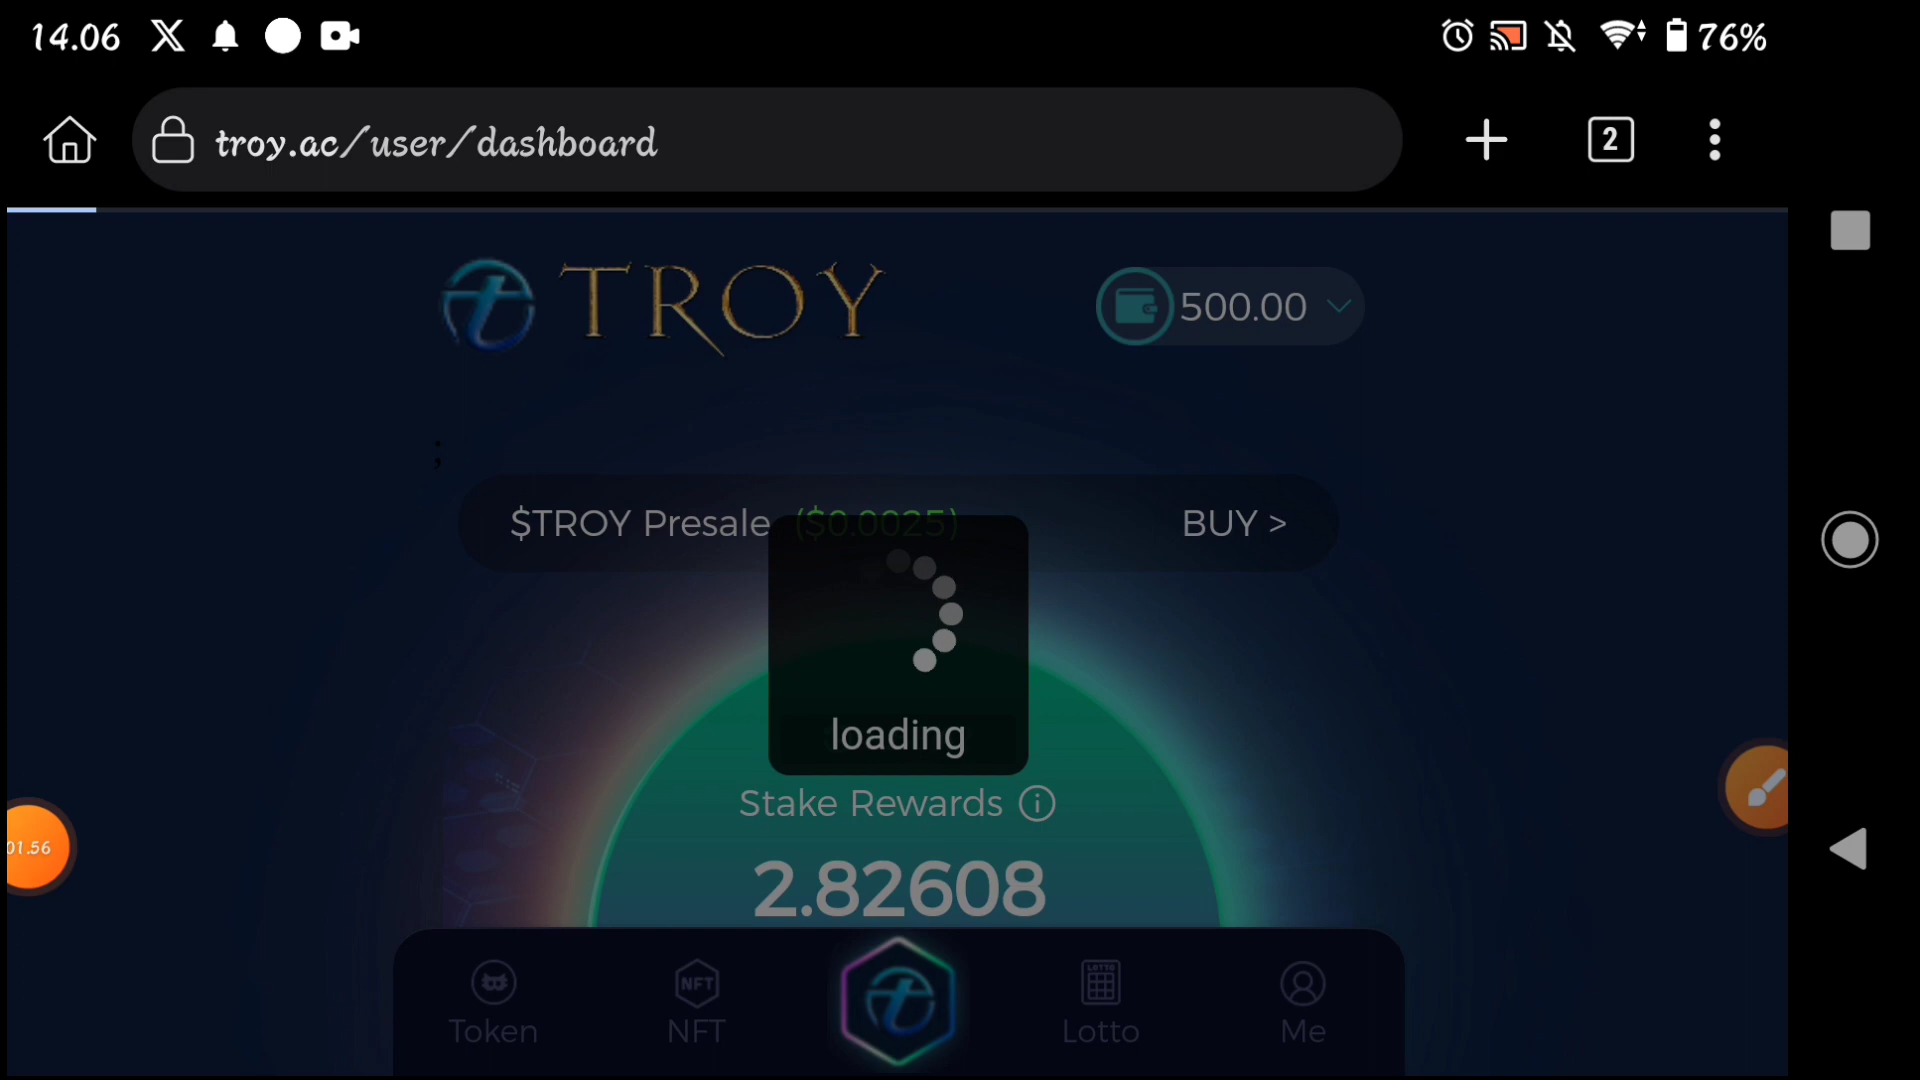 14.06
76%
troy.ac/user/dashboard
2
TROY
500.00
$TROY Presale ($0.0025) BUY >
loading
Stake Rewards
2.82608
01.56
Token
NFT
NFT
LOTTO
Lotto
Me